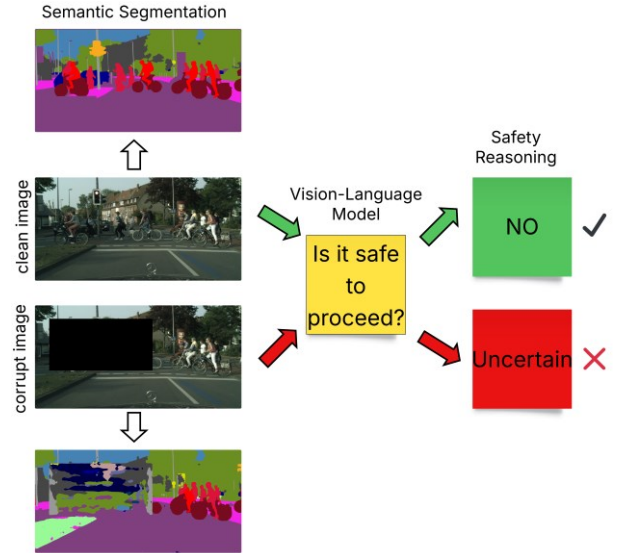 Semantic Segmentation
clean image
corrupt image
Vision-Language
Model
Is it safe
to
proceed?
Safety
Reasoning
NO
Uncertain